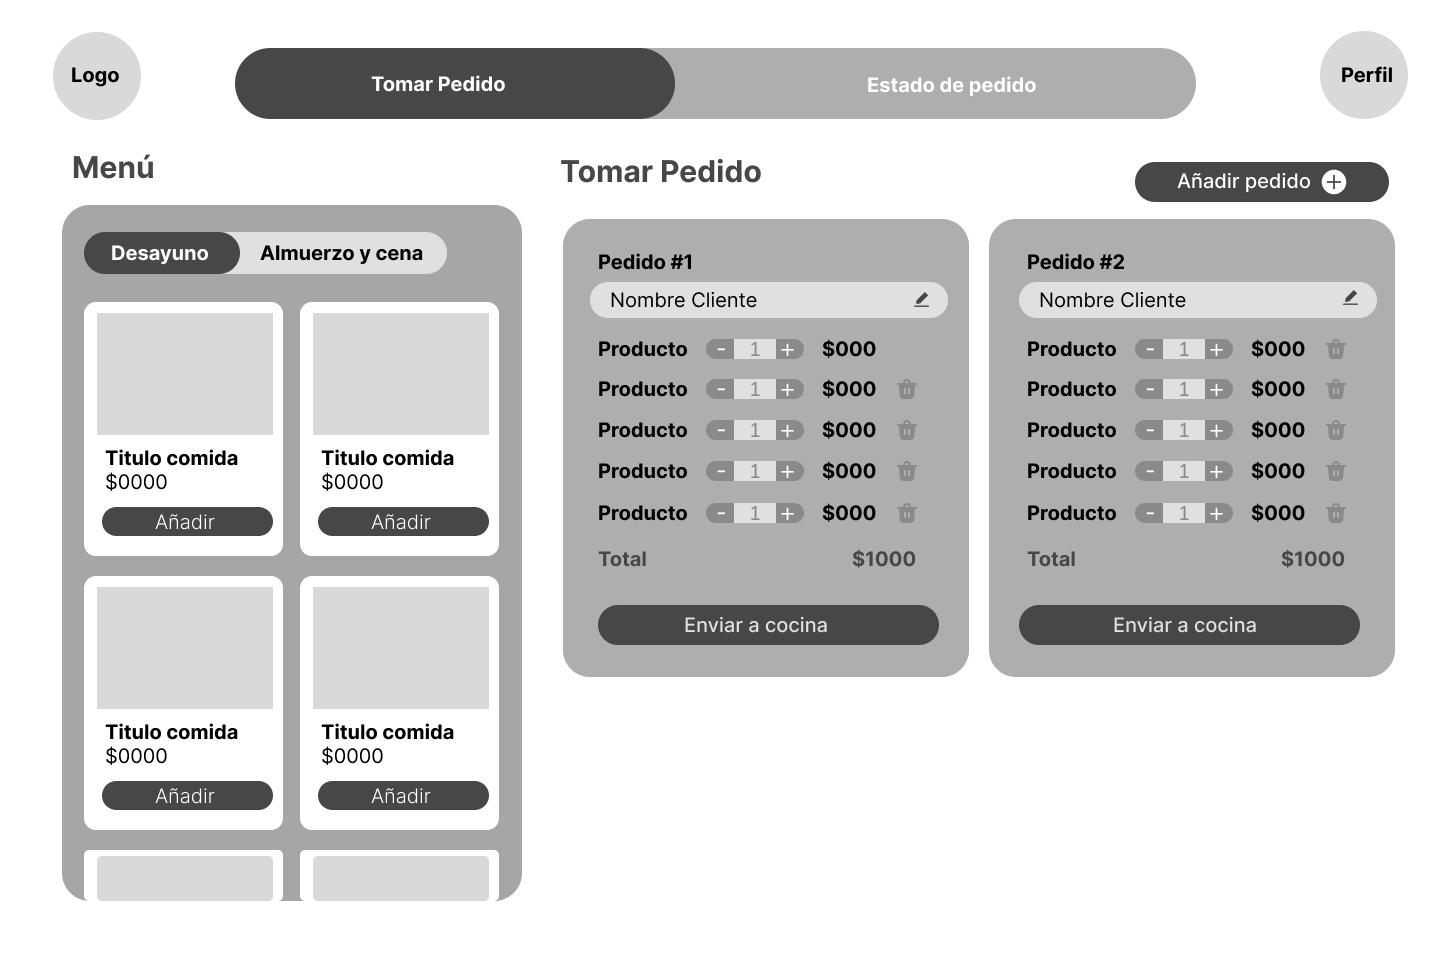 Logo
Tomar Pedido
Estado de pedido
Perfil
Menú
Desayuno
Almuerzo y cena
Titulo comida
$0000
Añadir
Titulo comida
$0000
Añadir
Titulo comida
$0000
Añadir
Titulo comida
$0000
Añadir
Tomar Pedido
Añadir pedido +
Pedido #1
Nombre Cliente
Producto - 1 + $000
Producto - 1 + $000
Producto - 1 + $000
Producto - 1 + $000
Producto - 1 + $000
Total $1000
Enviar a cocina
Pedido #2
Nombre Cliente
Producto - 1 + $000
Producto - 1 + $000
Producto - 1 + $000
Producto - 1 + $000
Producto - 1 + $000
Total $1000
Enviar a cocina